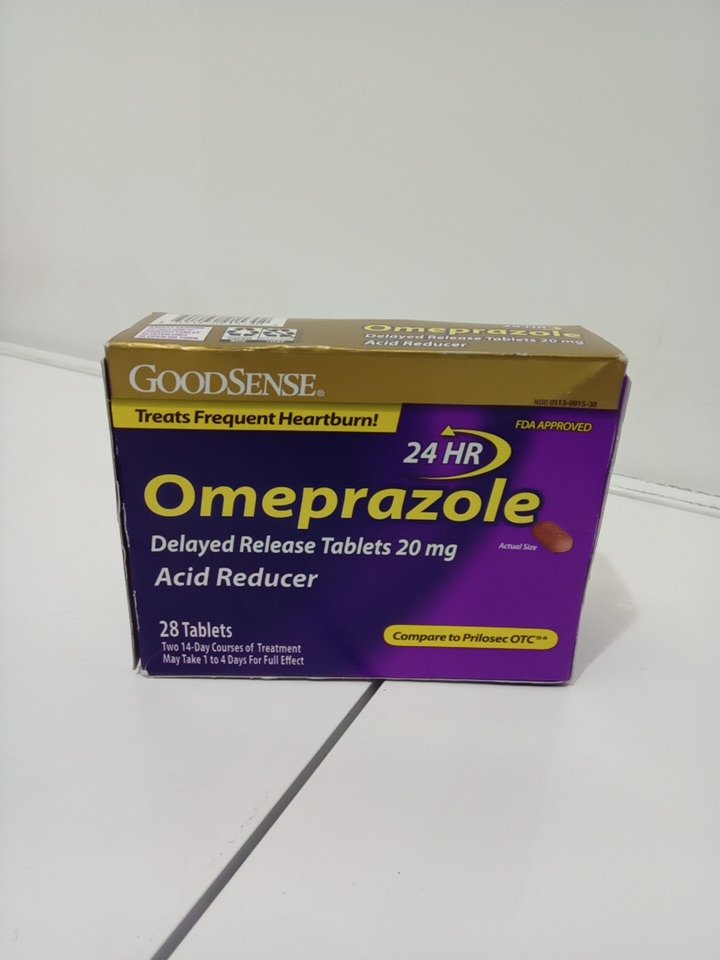 24 HR
Omeprazole
Delayed Release Tablets 20 mg
Acid Reducer
GOODSENSE®
NDC 0113-0915-30
Treats Frequent Heartburn!
FDA APPROVED
24 HR
Omeprazole
Delayed Release Tablets 20 mg
Actual Size
Acid Reducer
28 Tablets
Two 14-Day Courses of Treatment
May Take 1 to 4 Days For Full Effect
Compare to Prilosec OTC®**